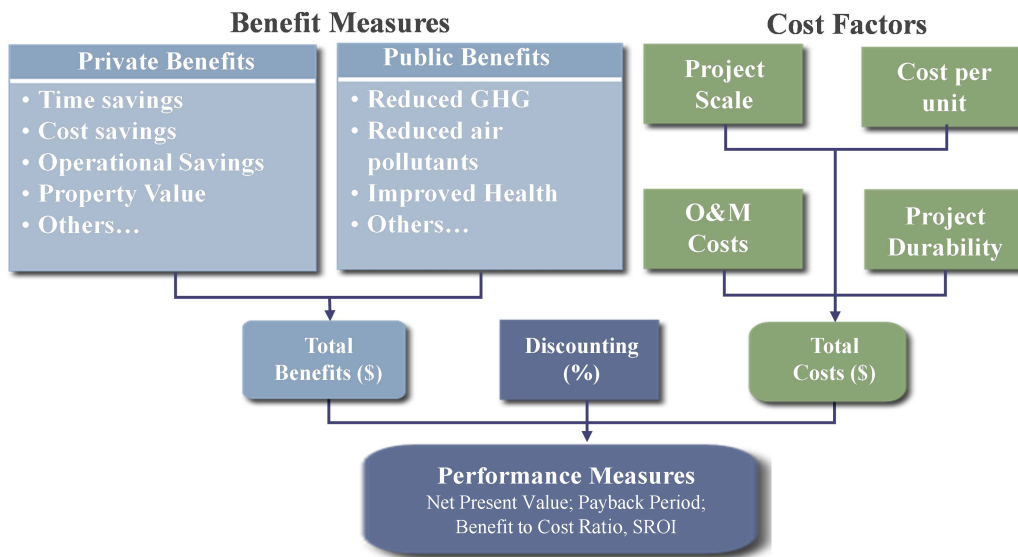 Benefit Measures
Private Benefits
• Time savings
• Cost savings
• Operational Savings
• Property Value
• Others…
Public Benefits
• Reduced GHG
• Reduced air
pollutants
• Improved Health
• Others…
Cost Factors
Project
Scale
Cost per
unit
O&M
Costs
Project
Durability
Total
Benefits ($)
Discounting
(%)
Total
Costs ($)
Performance Measures
Net Present Value; Payback Period;
Benefit to Cost Ratio, SROI